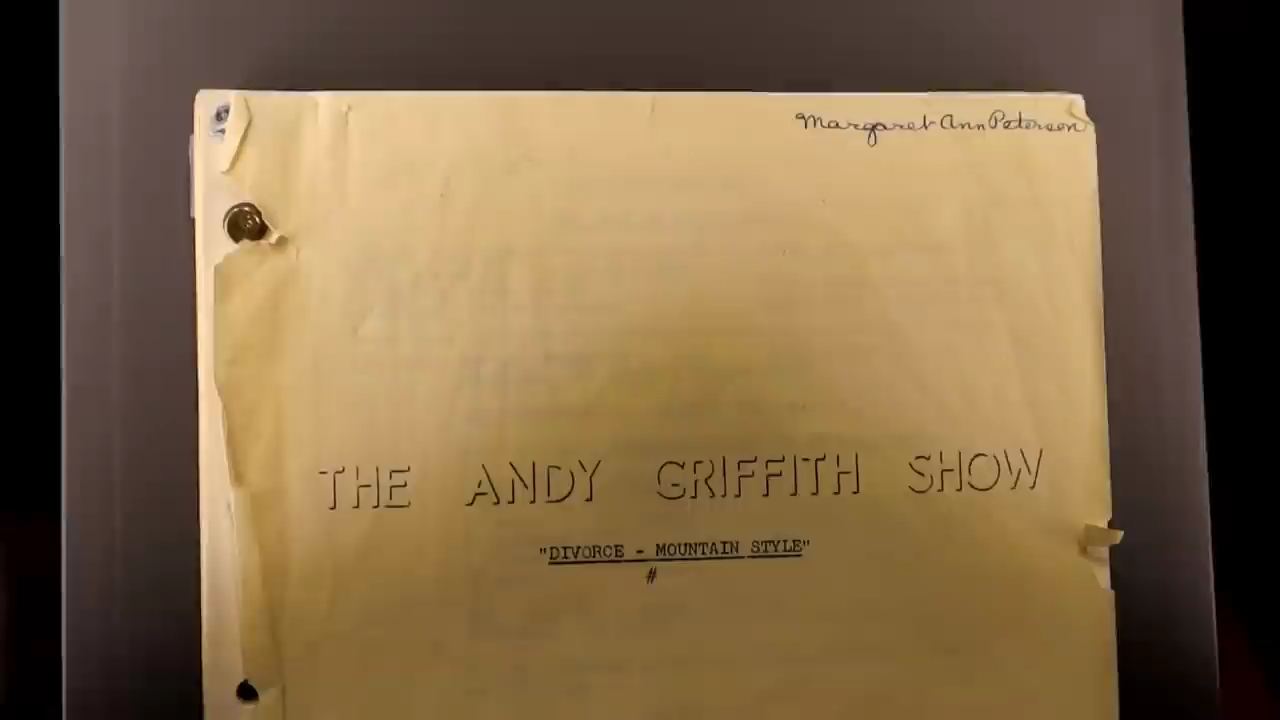 Margaret Ann Peterson
THE ANDY GRIFFITH SHOW
"DIVORCE - MOUNTAIN STYLE"
#